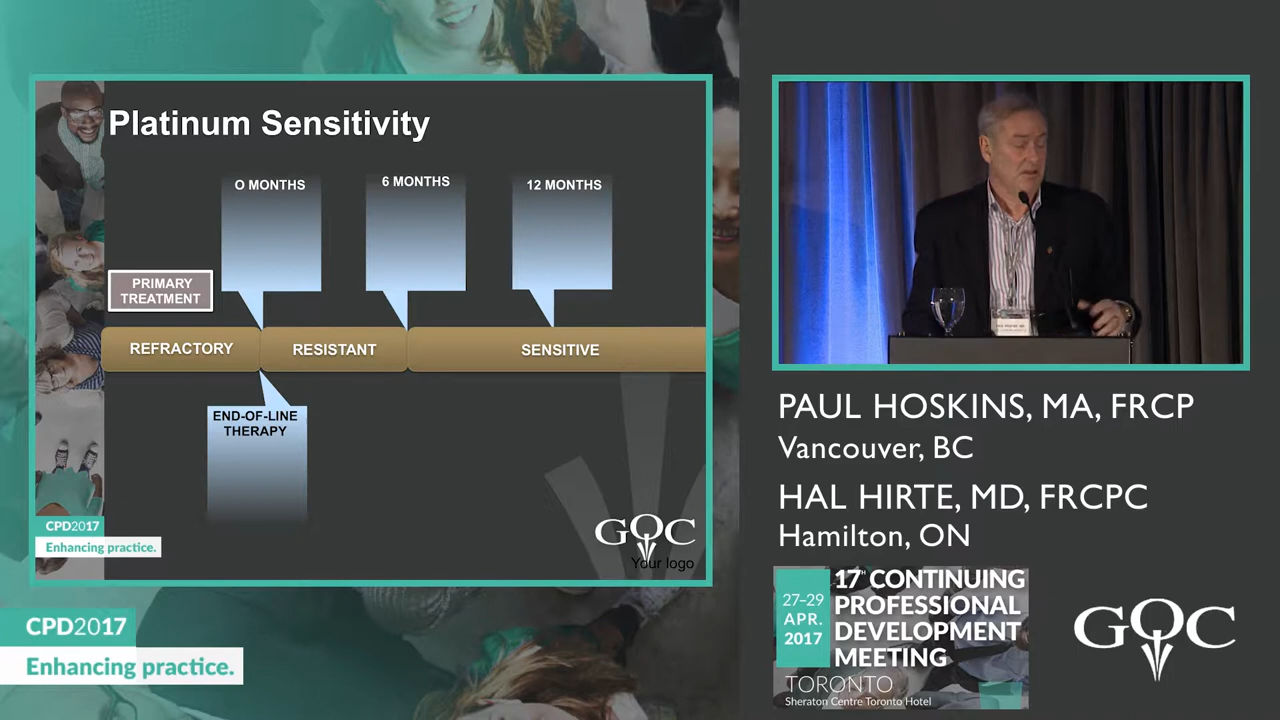 Platinum Sensitivity
O MONTHS
6 MONTHS
12 MONTHS
PRIMARY
TREATMENT
REFRACTORY
RESISTANT
SENSITIVE
END-OF-LINE
THERAPY
CPD2017
Enhancing practice.
GOC
Your logo
CPD2017
Enhancing practice.
PAUL HOSKINS, MA, FRCP
Vancouver, BC
HAL HIRTE, MD, FRCPC
Hamilton, ON
27–29
APR.
2017
17TH CONTINUING
PROFESSIONAL
DEVELOPMENT
MEETING
TORONTO
Sheraton Centre Toronto Hotel
GOC